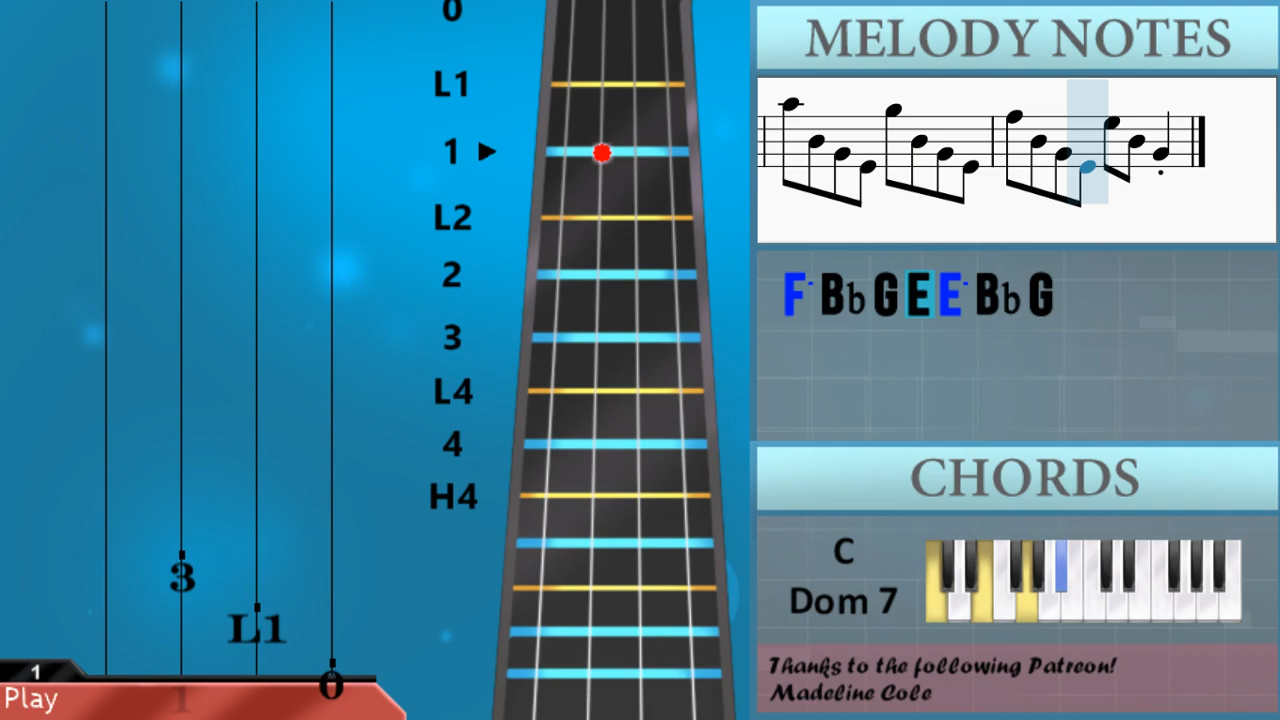 0
L1
1
L2
2
3
L4
4
H4
3
L1
0
1
1
Play
MELODY NOTES
F Bb G E E Bb G
CHORDS
C
Dom 7
Thanks to the following Patreon!
Madeline Cole